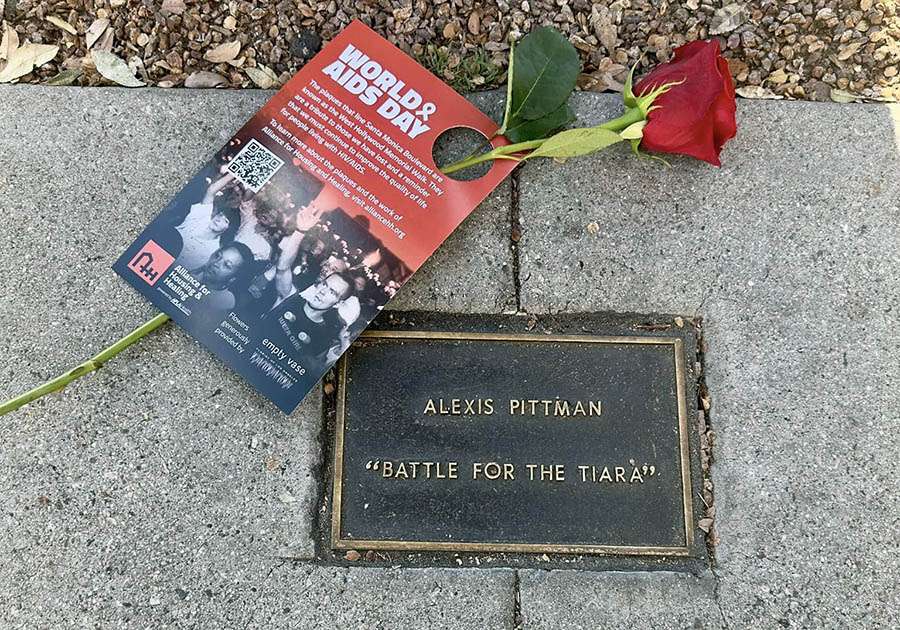 WORLD
AIDS DAY
The plaques that line Santa Monica Boulevard are
known as the West Hollywood Memorial Walk. They
are a tribute to those we have lost and a reminder
that we must continue to improve the quality of life
for people living with HIV/AIDS.
To learn more about the plaques and the work of
Alliance for Housing and Healing, visit alliancehh.org
Alliance for
Housing &
Healing
Flowers
generously
provided by
empty vase
ALEXIS PITTMAN
“BATTLE FOR THE TIARA”